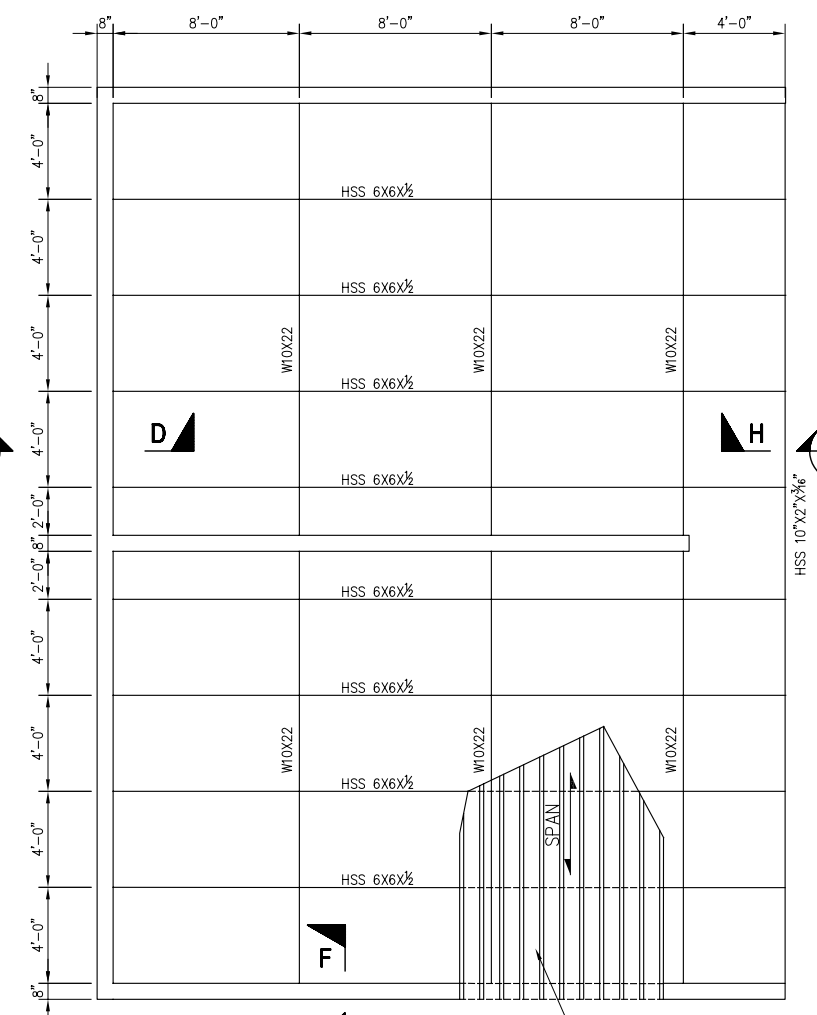 8" 8'-0" 8'-0" 8'-0" 4'-0"
8"
4'-0"
HSS 6X6X½
4'-0"
HSS 6X6X½
4'-0"
W10X22 W10X22 W10X22
HSS 6X6X½
4'-0"
D H
HSS 6X6X½
2'-0"
HSS 10"X2"X³⁄₁₆"
8"
2'-0"
HSS 6X6X½
4'-0"
HSS 6X6X½
4'-0"
W10X22 W10X22 W10X22
HSS 6X6X½
4'-0"
SPAN
HSS 6X6X½
4'-0"
F
8"